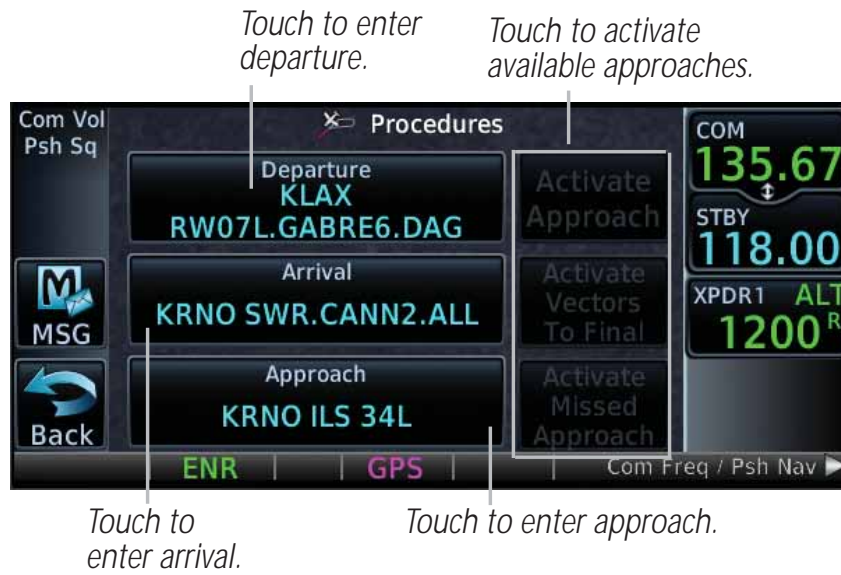 Touch to enter
departure.
Touch to activate
available approaches.
Com Vol
Psh Sq
Procedures
COM
135.67
STBY
118.00
XPDR1 ALT
1200 R
Departure
KLAX
RW07L.GABRE6.DAG
Activate
Approach
Arrival
KRNO SWR.CANN2.ALL
Activate
Vectors
To Final
MSG
Approach
KRNO ILS 34L
Activate
Missed
Approach
Back
ENR
GPS
Com Freq / Psh Nav
Touch to
enter arrival.
Touch to enter approach.